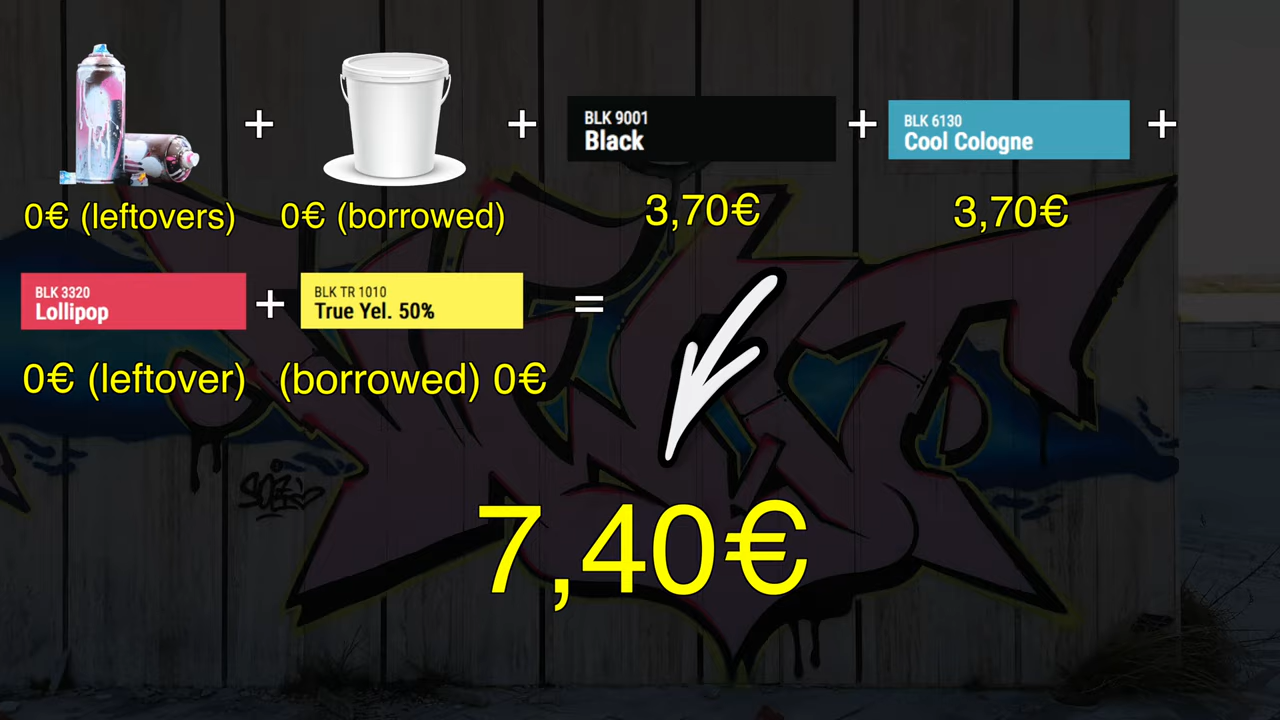 + + BLK 9001 Black + BLK 6130 Cool Cologne +
0€ (leftovers) 0€ (borrowed) 3,70€ 3,70€
BLK 3320 Lollipop + BLK TR 1010 True Yel. 50% =
0€ (leftover) (borrowed) 0€
7,40€